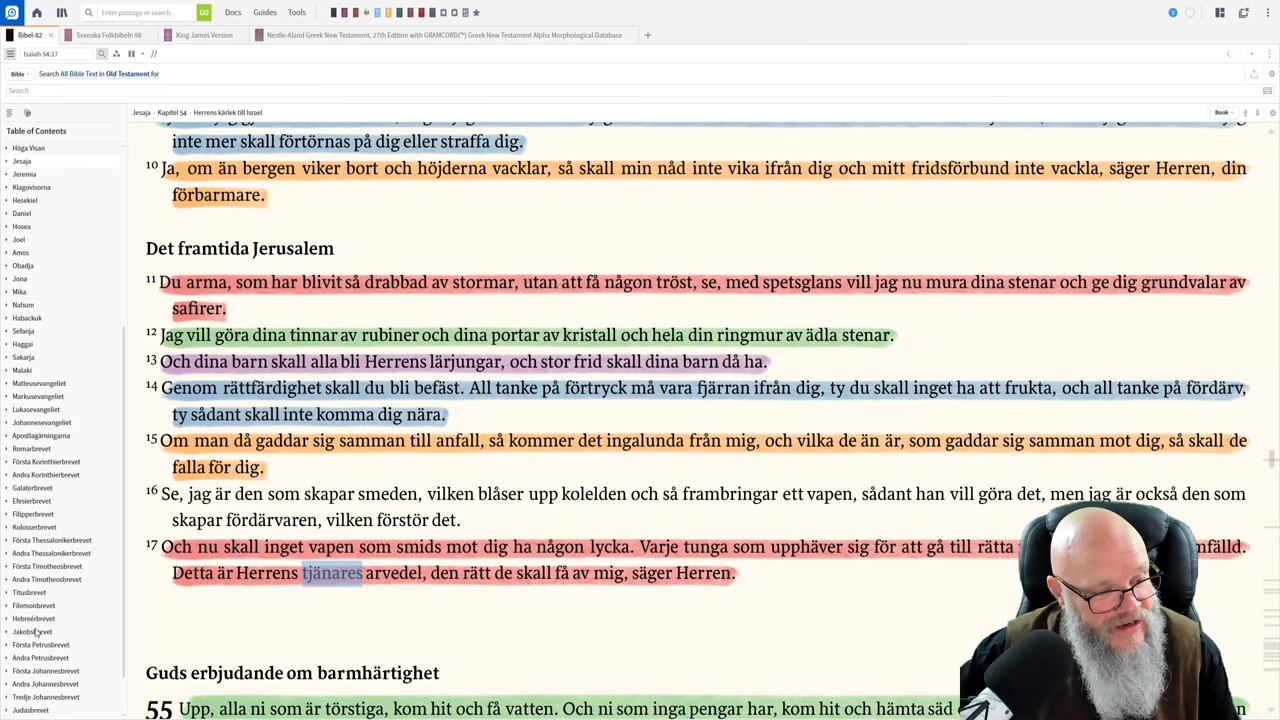 Enter passage or search
GO
Docs
Guides
Tools
2
Bibel-82
Svenska Folkbibeln 98
King James Version
Nestle-Aland Greek New Testament, 27th Edition with GRAMCORD(™) Greek New Testament Alpha Morphological Database
Isaiah 54:17
Bible
Search All Bible Text in Old Testament for
Search
Jesaja · Kapitel 54 · Herrens kärlek till Israel
Book
Table of Contents
Höga Visan
Jesaja
Jeremia
Klagovisorna
Hesekiel
Daniel
Hosea
Joel
Amos
Obadja
Jona
Mika
Nahum
Habackuk
Sefanja
Haggai
Sakarja
Malaki
Matteusevangeliet
Markusevangeliet
Lukasevangeliet
Johannesevangeliet
Apostlagärningarna
Romarbrevet
Första Korinthierbrevet
Andra Korinthierbrevet
Galaterbrevet
Efesierbrevet
Filipperbrevet
Kolosserbrevet
Första Thessalonikerbrevet
Andra Thessalonikerbrevet
Första Timotheosbrevet
Andra Timotheosbrevet
Titusbrevet
Filemonbrevet
Hebreérbrevet
Jakobsbrevet
Första Petrusbrevet
Andra Petrusbrevet
Första Johannesbrevet
Andra Johannesbrevet
Tredje Johannesbrevet
Judasbrevet
inte mer skall förtörnas på dig eller straffa dig.
10 Ja, om än bergen viker bort och höjderna vacklar, så skall min nåd inte vika ifrån dig och mitt fridsförbund inte vackla, säger Herren, din
förbarmare.
Det framtida Jerusalem
11 Du arma, som har blivit så drabbad av stormar, utan att få någon tröst, se, med spetsglans vill jag nu mura dina stenar och ge dig grundvalar av
safirer.
12 Jag vill göra dina tinnar av rubiner och dina portar av kristall och hela din ringmur av ädla stenar.
13 Och dina barn skall alla bli Herrens lärjungar, och stor frid skall dina barn då ha.
14 Genom rättfärdighet skall du bli befäst. All tanke på förtryck må vara fjärran ifrån dig, ty du skall inget ha att frukta, och all tanke på fördärv,
ty sådant skall inte komma dig nära.
15 Om man då gaddar sig samman till anfall, så kommer det ingalunda från mig, och vilka de än är, som gaddar sig samman mot dig, så skall de
falla för dig.
16 Se, jag är den som skapar smeden, vilken blåser upp kolelden och så frambringar ett vapen, sådant han vill göra det, men jag är också den som
skapar fördärvaren, vilken förstör det.
17 Och nu skall inget vapen som smids mot dig ha någon lycka. Varje tunga som upphäver sig för att gå till rätta
Detta är Herrens tjänares arvedel, den rätt de skall få av mig, säger Herren.
Guds erbjudande om barmhärtighet
55 Upp, alla ni som är törstiga, kom hit och få vatten. Och ni som inga pengar har, kom hit och hämta säd